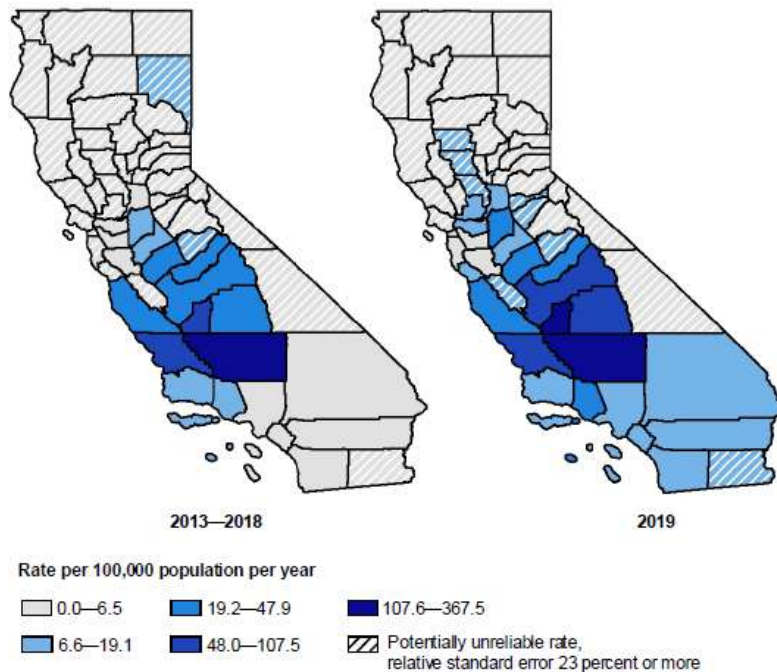 2013—2018
2019
Rate per 100,000 population per year
0.0—6.5
19.2—47.9
107.6—367.5
6.6—19.1
48.0—107.5
Potentially unreliable rate,
relative standard error 23 percent or more